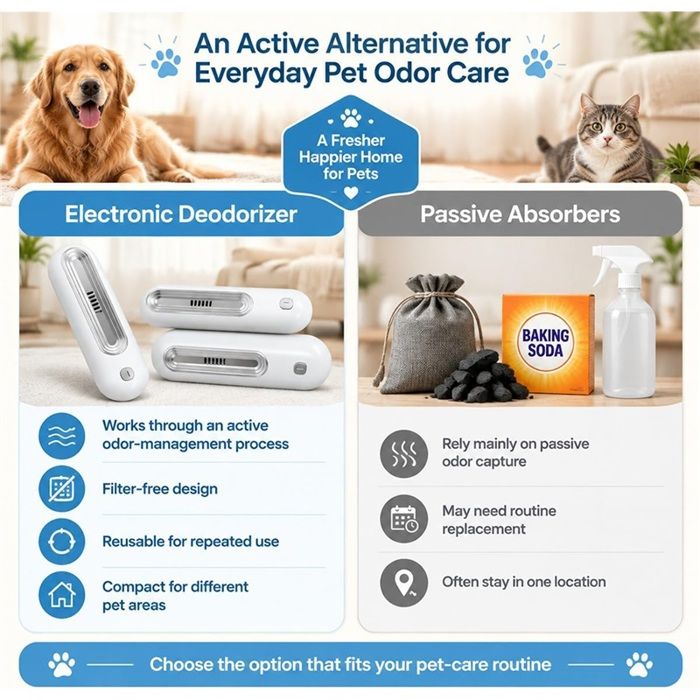 An Active Alternative for
Everyday Pet Odor Care
A Fresher
Happier Home
for Pets
Electronic Deodorizer
Works through an active
odor-management process
Filter-free design
Reusable for repeated use
Compact for different
pet areas
Passive Absorbers
BAKING
SODA
Rely mainly on passive
odor capture
May need routine
replacement
Often stay in one location
Choose the option that fits your pet-care routine